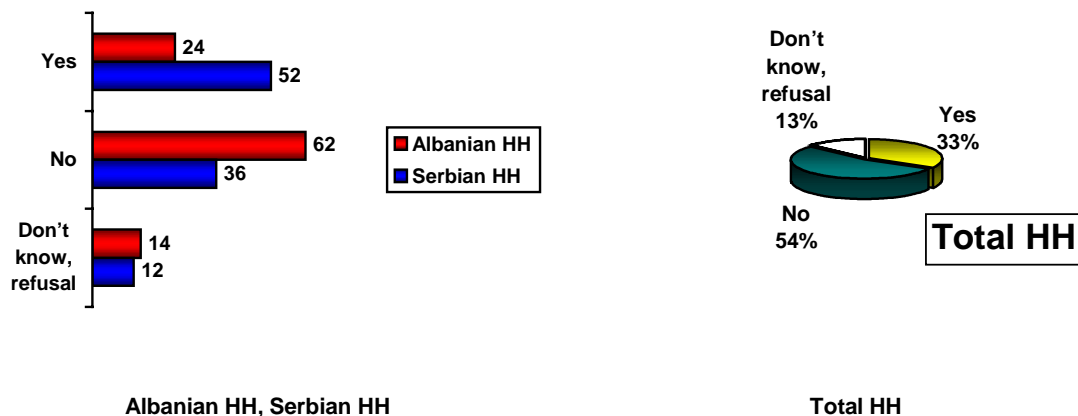 Yes
24
52
No
62
36
Don't
know,
refusal
14
12
Albanian HH
Serbian HH
Don't
know,
refusal
13%
Yes
33%
No
54%
Total HH
Albanian HH, Serbian HH
Total HH